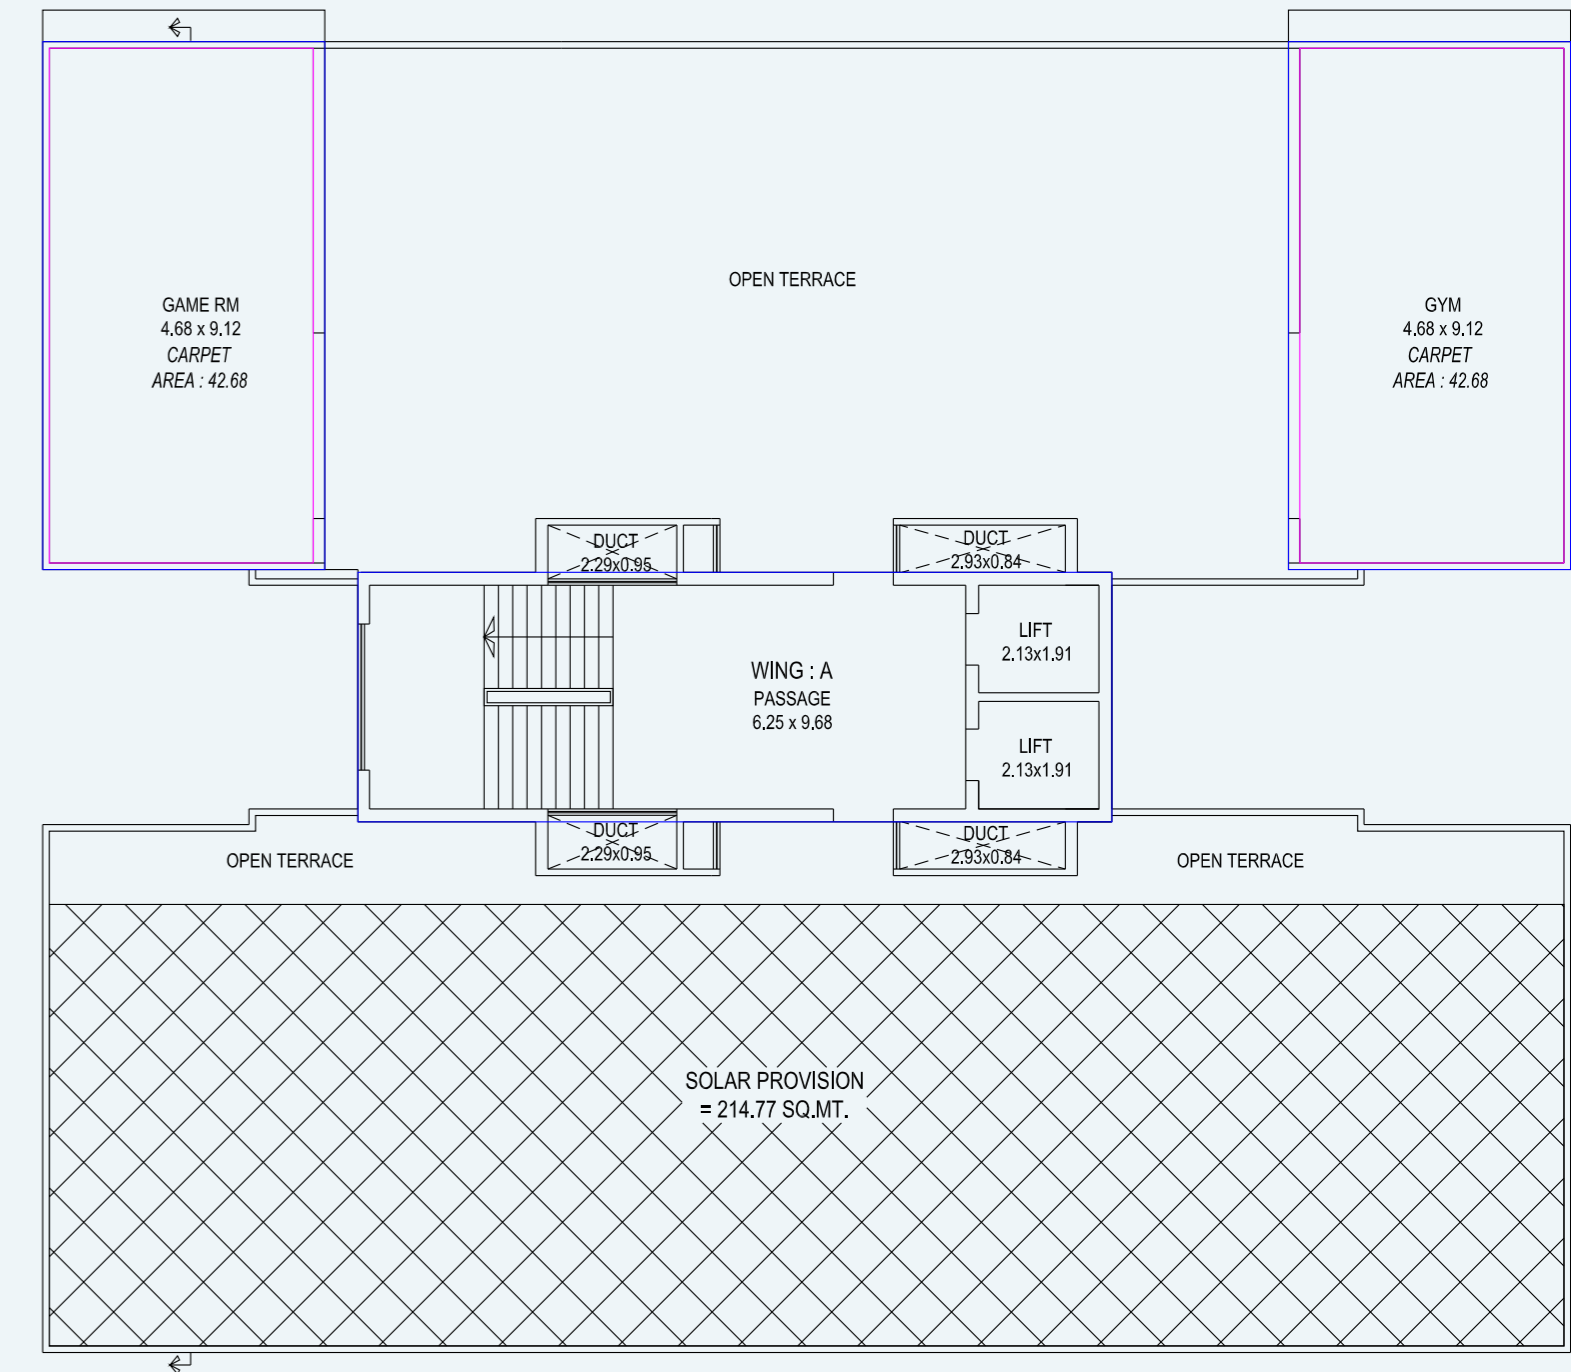 OPEN TERRACE
GAME RM
4.68 x 9.12
CARPET
AREA : 42.68
GYM
4.68 x 9.12
CARPET
AREA : 42.68
DUCT
2.29x0.95
DUCT
2.93x0.84
LIFT
2.13x1.91
WING : A
PASSAGE
6.25 x 9.68
LIFT
2.13x1.91
DUCT
2.29x0.95
DUCT
2.93x0.84
OPEN TERRACE
OPEN TERRACE
SOLAR PROVISION
= 214.77 SQ.MT.